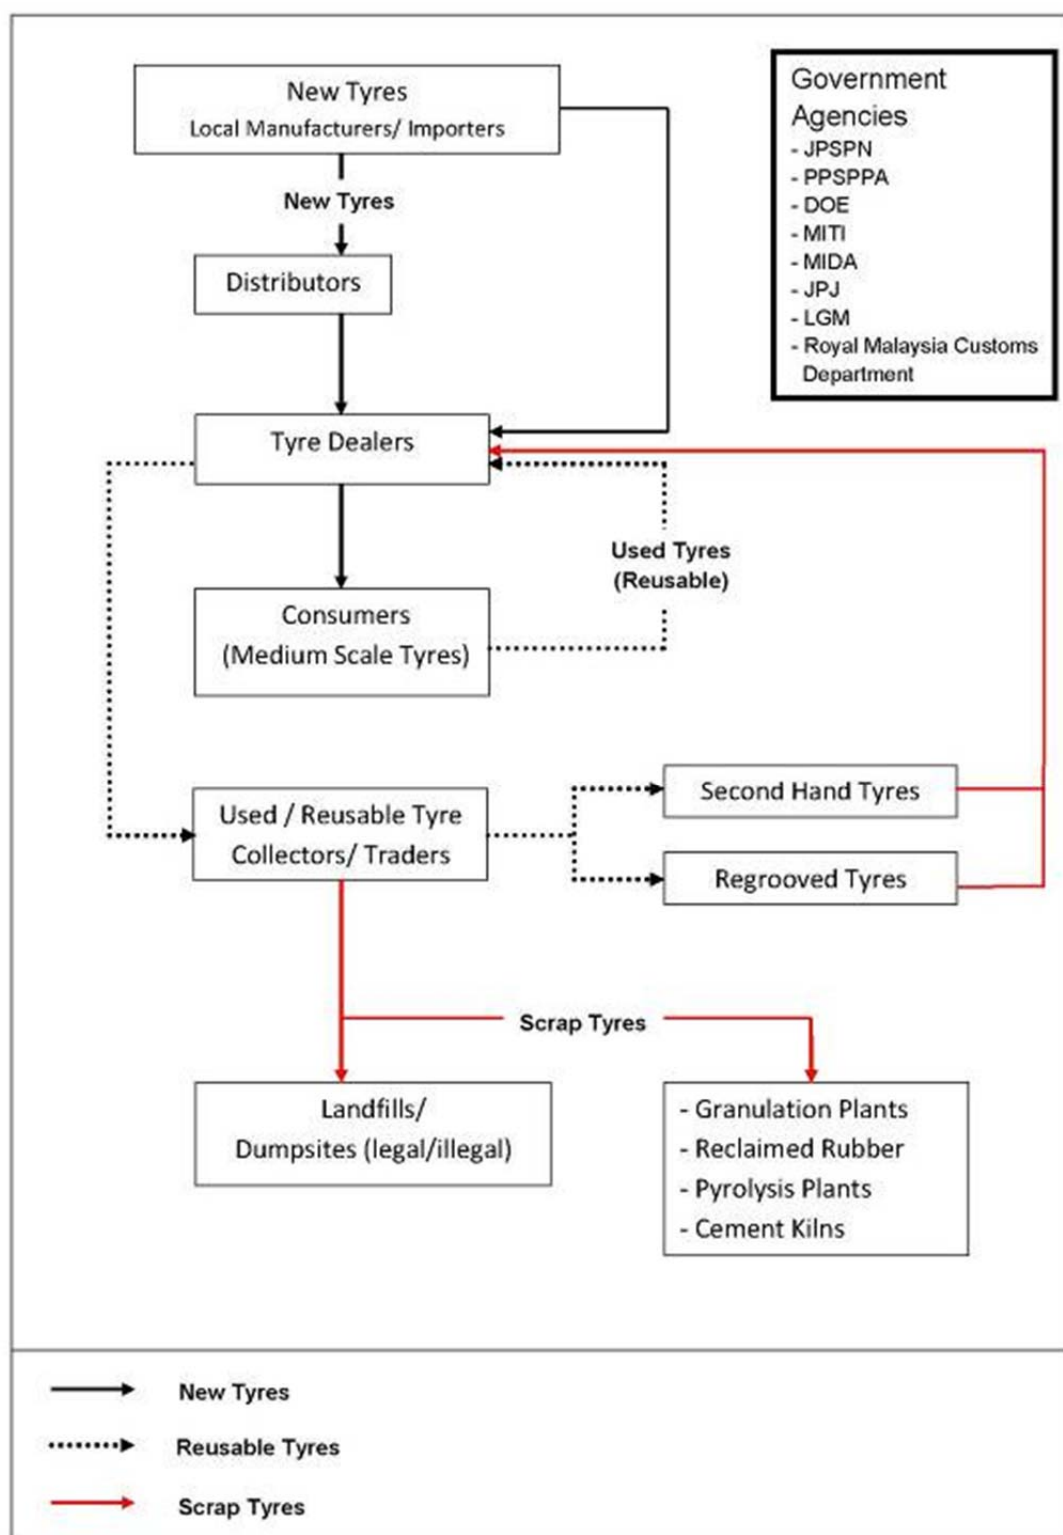 New Tyres
Local Manufacturers/ Importers
New Tyres
Distributors
Tyre Dealers
Government
Agencies
- JPSPN
- PPSPPA
- DOE
- MITI
- MIDA
- JPJ
- LGM
- Royal Malaysia Customs
Department
Used Tyres
(Reusable)
Consumers
(Medium Scale Tyres)
Used / Reusable Tyre
Collectors/ Traders
Second Hand Tyres
Regrooved Tyres
Scrap Tyres
Landfills/
Dumpsites (legal/illegal)
- Granulation Plants
- Reclaimed Rubber
- Pyrolysis Plants
- Cement Kilns
New Tyres
Reusable Tyres
Scrap Tyres